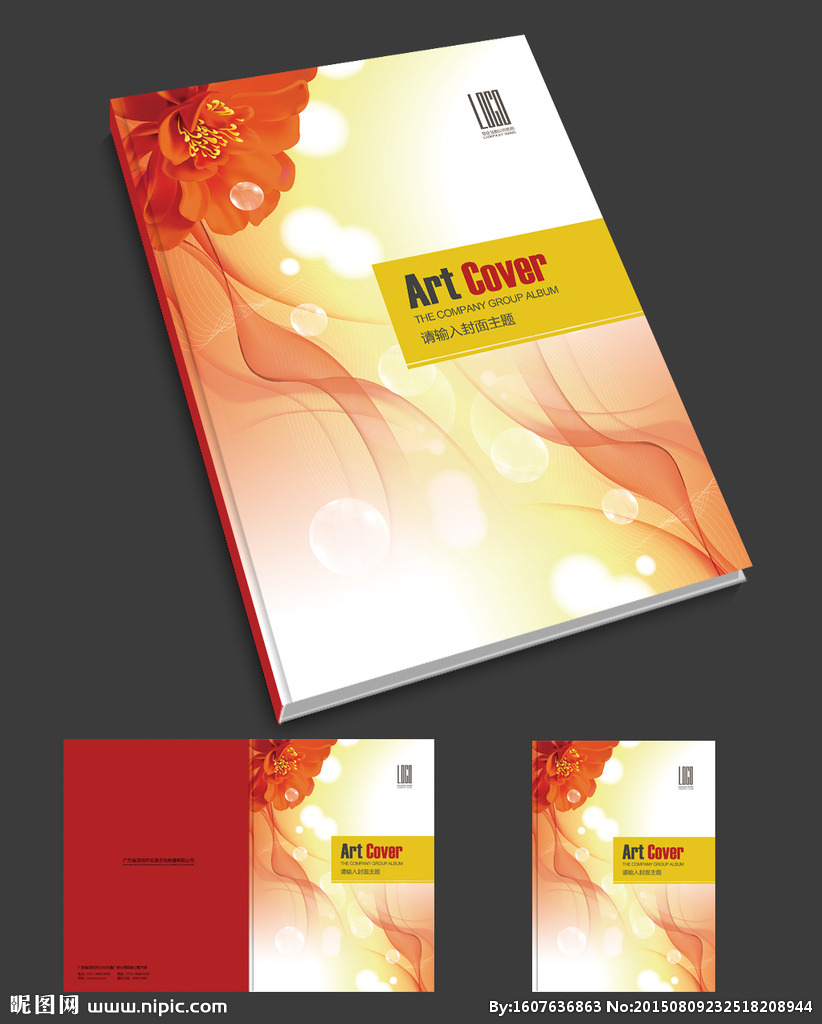 LOGO
COMPANY NAME
Art Cover
THE COMPANY GROUP ALBUM
请输入封面主题
LOGO
Art Cover
THE COMPANY GROUP ALBUM
请输入封面主题
LOGO
Art Cover
THE COMPANY GROUP ALBUM
请输入封面主题
昵图网 www.nipic.com
By:1607636863 No:20150809232518208944